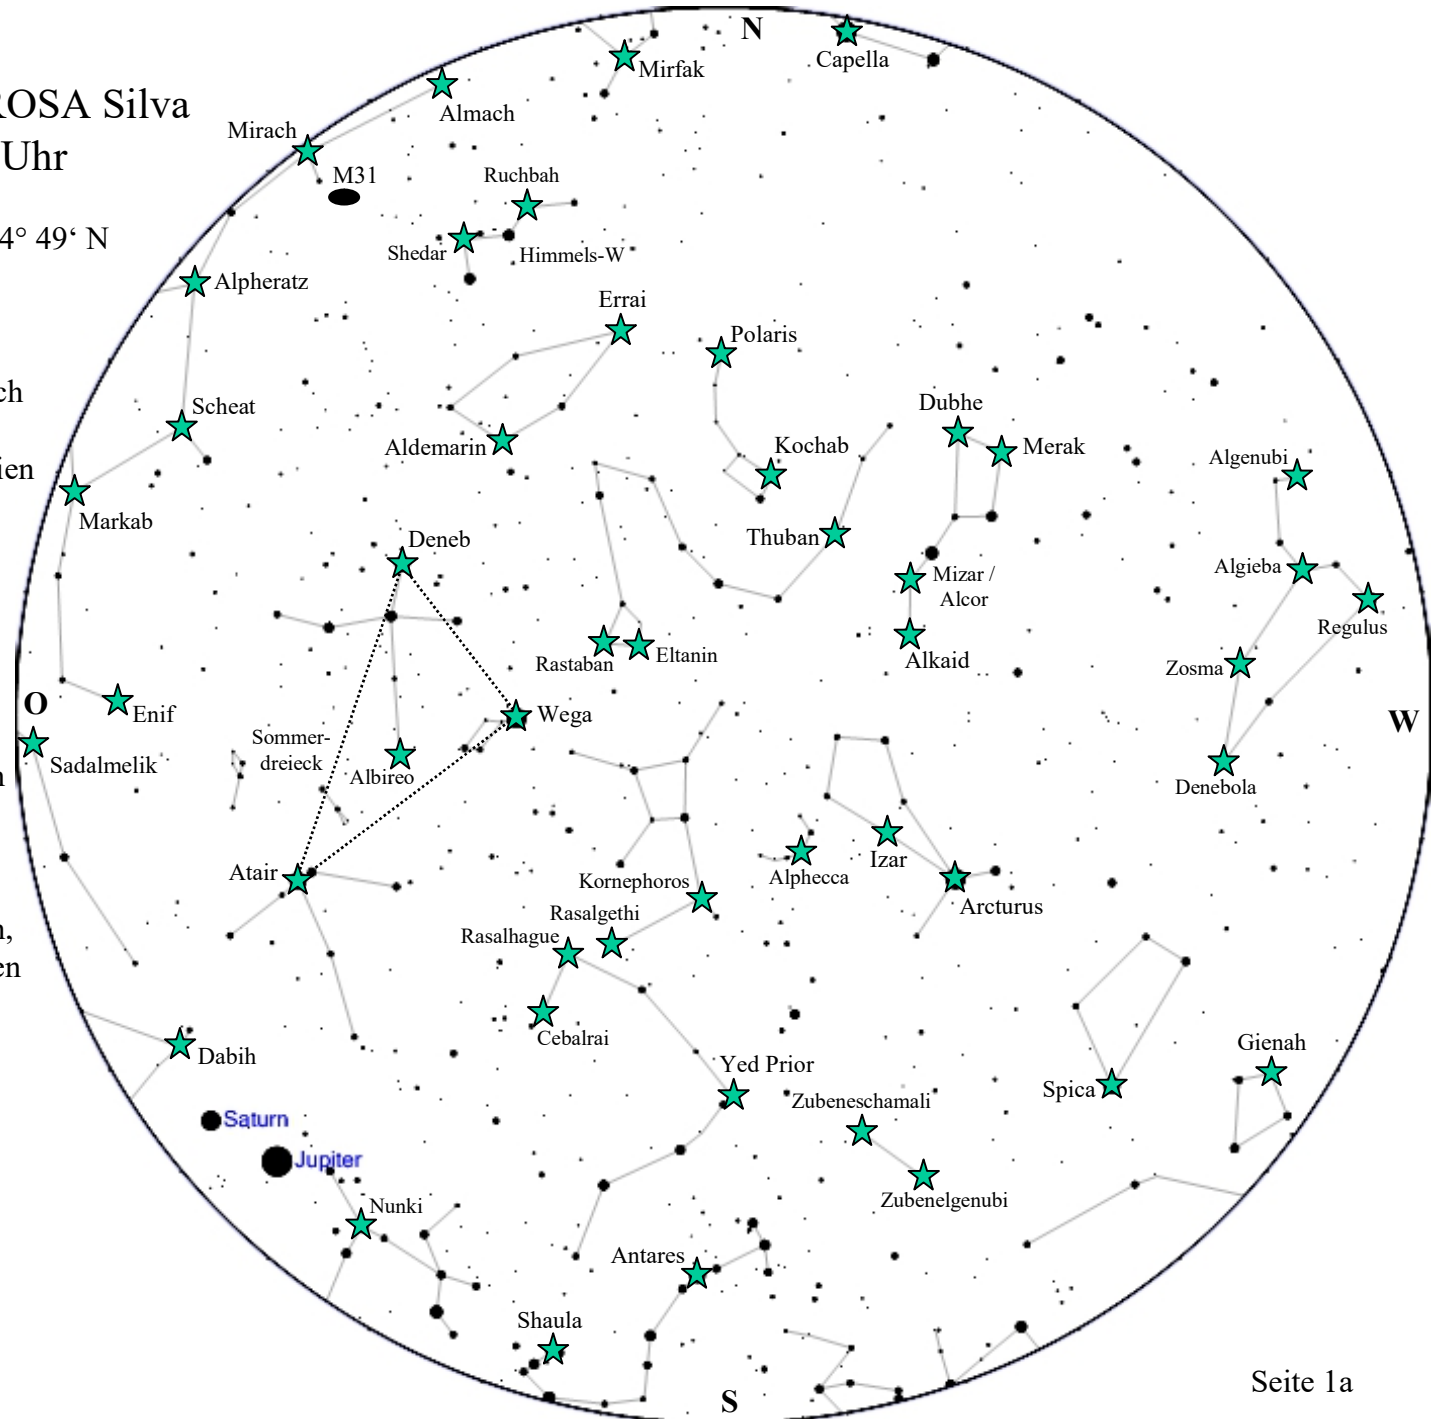 N
Capella
Mirfak
ROSA Silva
Almach
Mirach
Uhr
M31
Ruchbah
4° 49‘ N
Shedar
Himmels-W
Alpheratz
Errai
Polaris
ch
Scheat
Dubhe
Aldemarin
Kochab
Merak
Algenubi
ien
Markab
Deneb
Thuban
Algieba
Mizar /
Alcor
Regulus
Rastaban
Eltanin
Alkaid
Zosma
O
Enif
Wega
W
Sommer-
dreieck
Sadalmelik
Albireo
Denebola
n
Atair
Izar
Kornephoros
Alphecca
Arcturus
Rasalgethi
Rasalhague
n,
en
Cebalrai
Dabih
Gienah
Yed Prior
Spica
Zubeneschamali
Saturn
Jupiter
Zubenelgenubi
Nunki
Antares
Shaula
S
Seite 1a